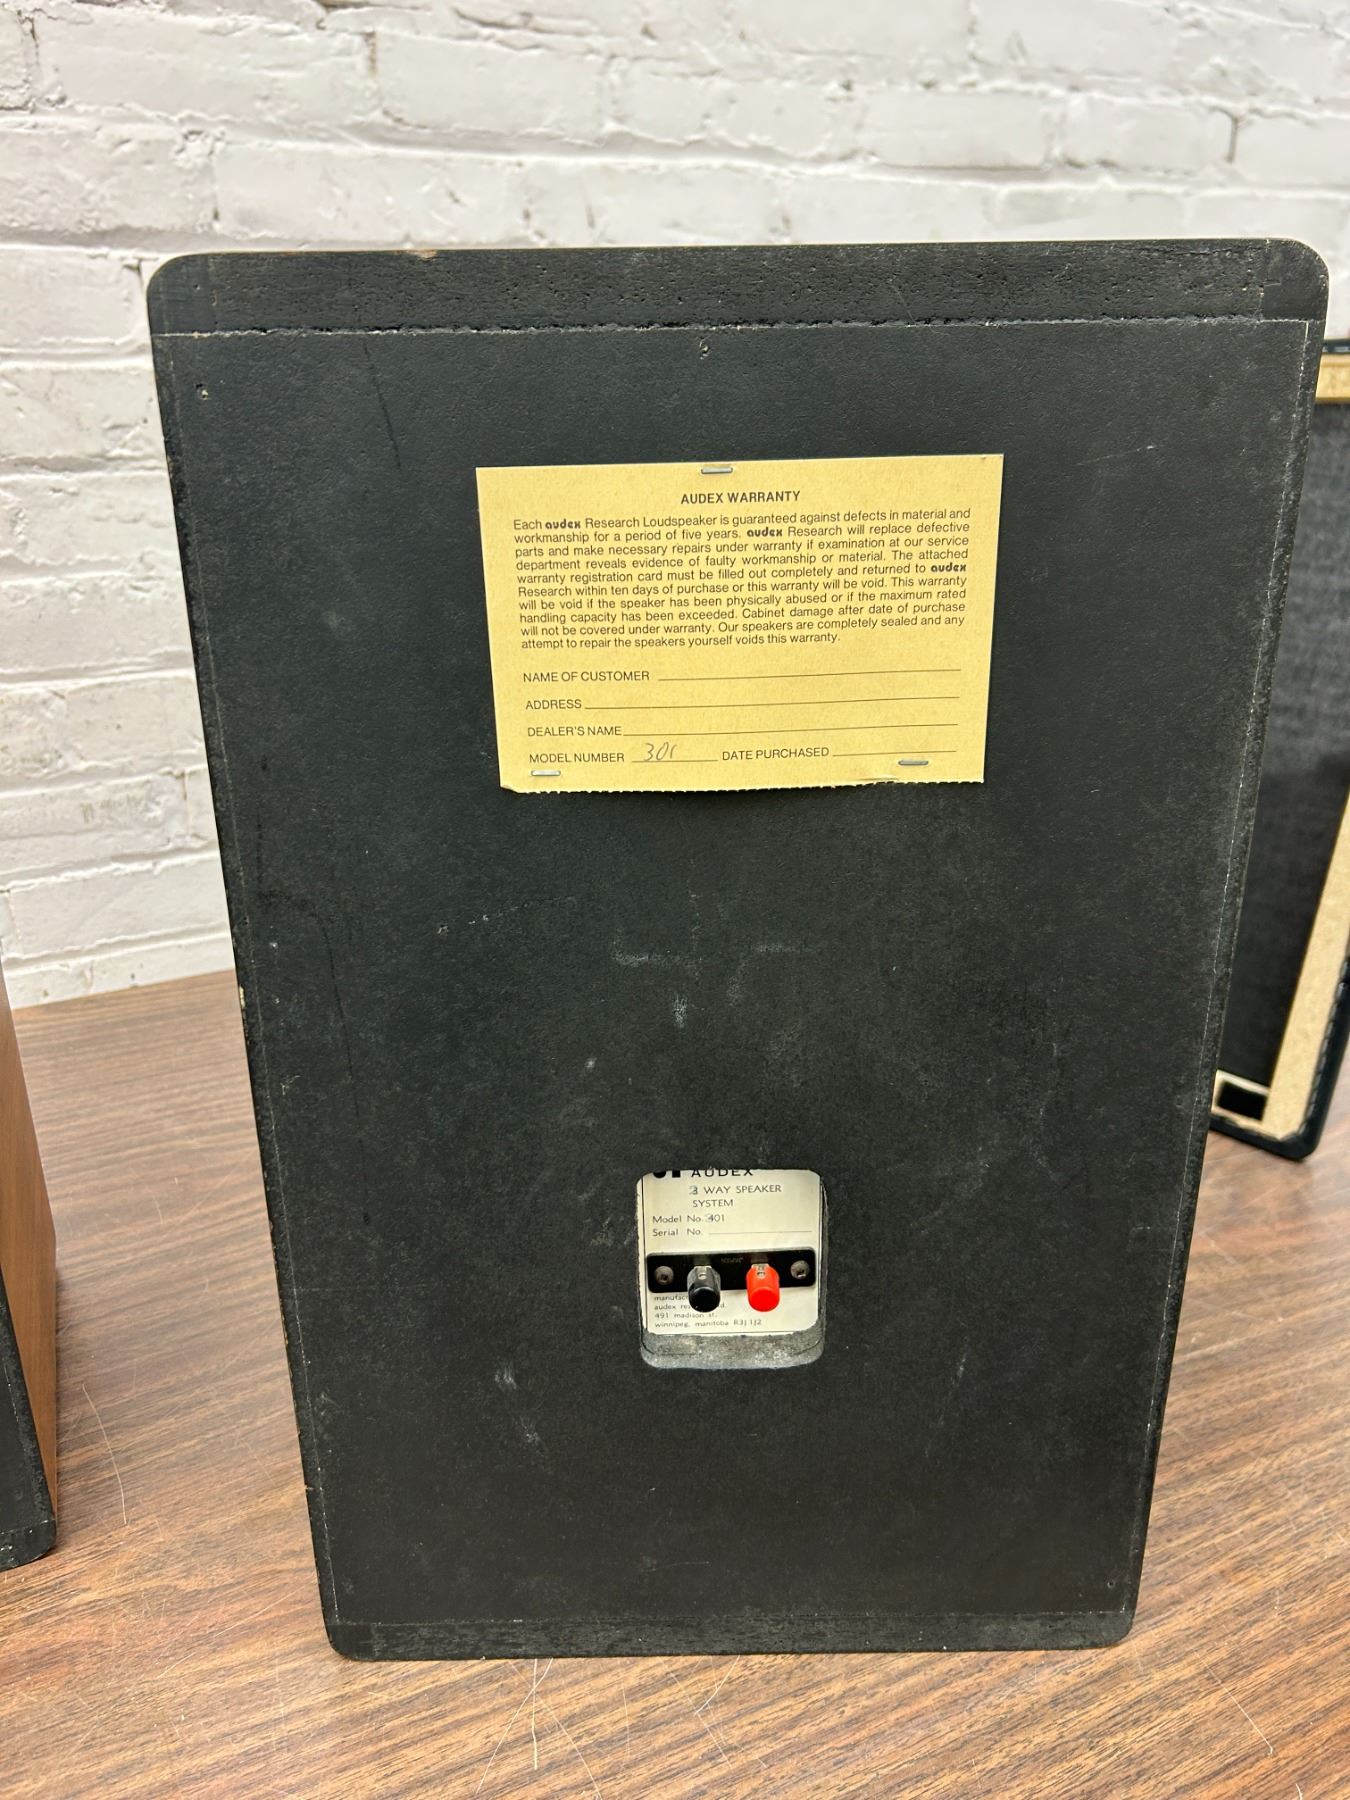 AUDEX WARRANTY
Each audex Research Loudspeaker is guaranteed against defects in material and
workmanship for a period of five years. audex Research will replace defective
parts and make necessary repairs under warranty if examination at our service
department reveals evidence of faulty workmanship or material. The attached
warranty registration card must be filled out completely and returned to audex
Research within ten days of purchase or this warranty will be void. This warranty
will be void if the speaker has been physically abused or if the maximum rated
handling capacity has been exceeded. Cabinet damage after date of purchase
will not be covered under warranty. Our speakers are completely sealed and any
attempt to repair the speakers yourself voids this warranty.
NAME OF CUSTOMER
ADDRESS
DEALER'S NAME
MODEL NUMBER 301 DATE PURCHASED
AUDEX
3 WAY SPEAKER
SYSTEM
Model No. 301
Serial No.
JAPAN
audex
491 madison st.
winnipeg, manitoba R3J 1J2